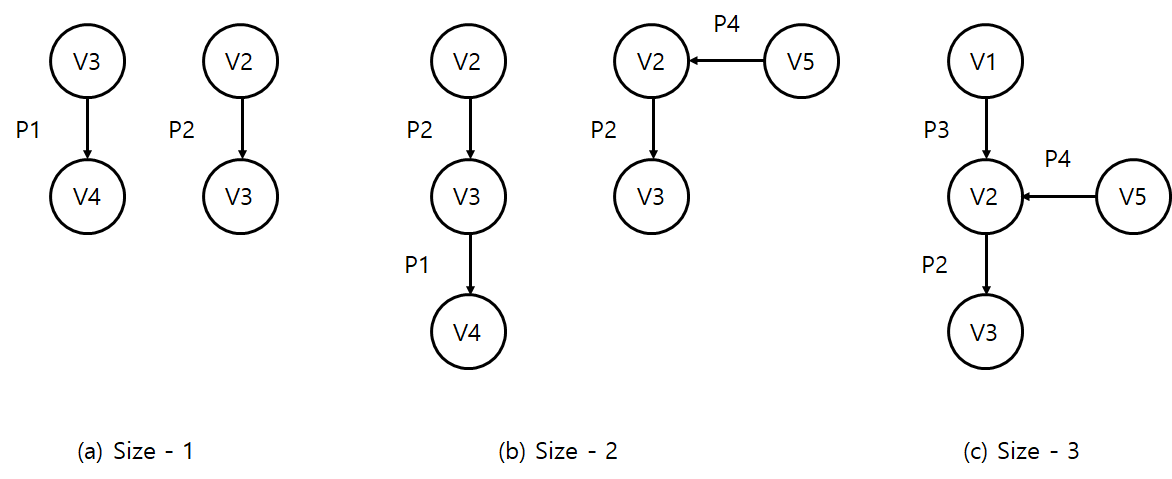 V3 V2 V2 V2 P4 V5 V1
P1 P2 P2 P2 P3
V4 V3 V3 V3 V2 P4 V5
P1 P2
V4 V3
(a) Size - 1 (b) Size - 2 (c) Size - 3